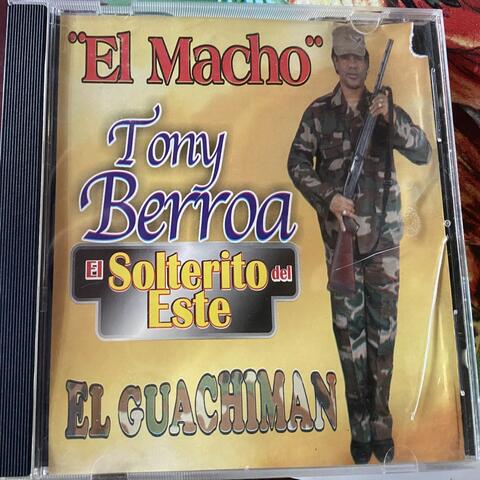 "El Macho"
Tony
Berroa
El Solterito del
Este
EL GUACHIMAN